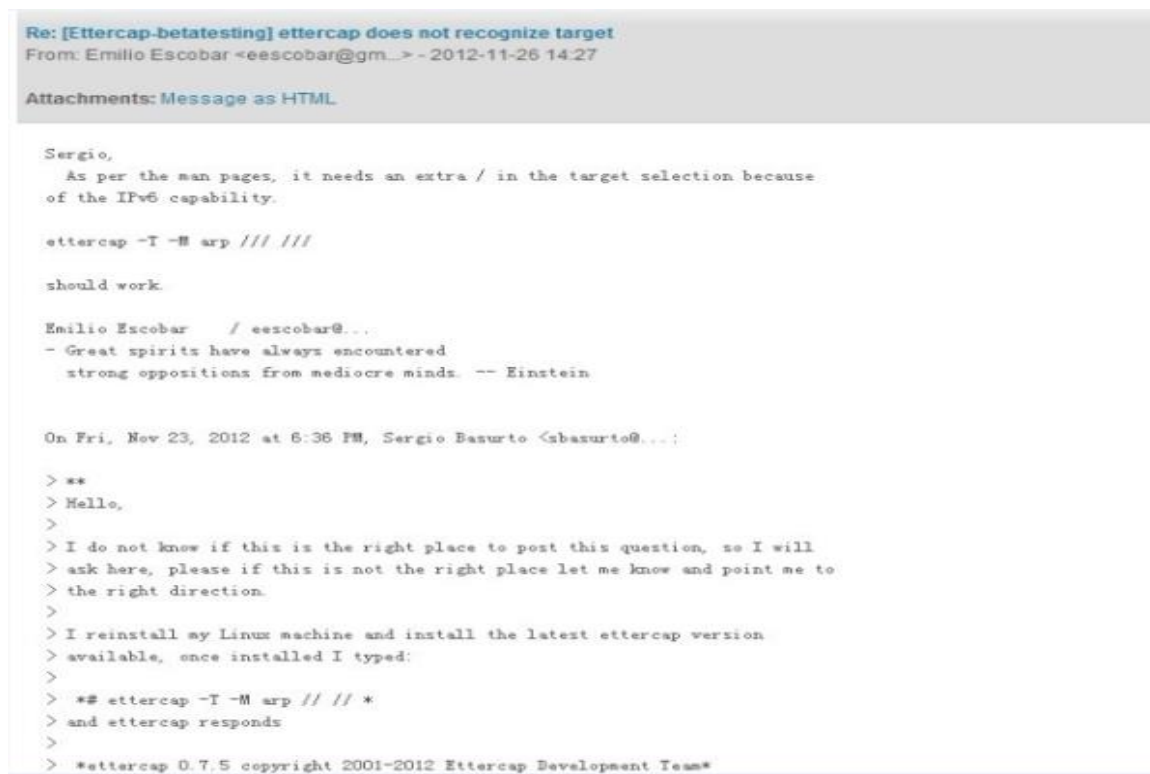 Re: [Ettercap-betatesting] ettercap does not recognize target
From: Emilio Escobar <eescobar@gm...> - 2012-11-26 14:27
Attachments: Message as HTML
Sergio,
As per the man pages, it needs an extra / in the target selection because
of the IPv6 capability.
ettercap -T -M arp /// ///
should work.
Emilio Escobar / eescobar@...
- Great spirits have always encountered
strong oppositions from mediocre minds. -- Einstein
On Fri, Nov 23, 2012 at 6:36 PM, Sergio Basurto <sbasurto@...:
> **
> Hello,
>
> I do not know if this is the right place to post this question, so I will
> ask here, please if this is not the right place let me know and point me to
> the right direction.
>
> I reinstall my Linux machine and install the latest ettercap version
> available, once installed I typed:
>
> *# ettercap -T -M arp // // *
> and ettercap responds
>
> *ettercap 0.7.5 copyright 2001-2012 Ettercap Development Team*